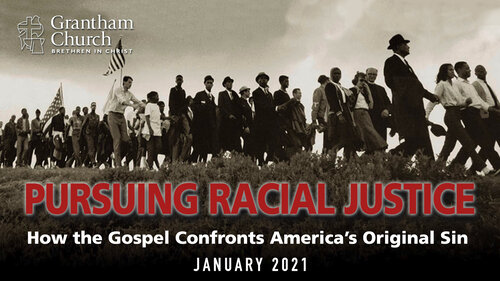 Grantham
Church
BRETHREN IN CHRIST
PURSUING RACIAL JUSTICE
How the Gospel Confronts America's Original Sin
JANUARY 2021